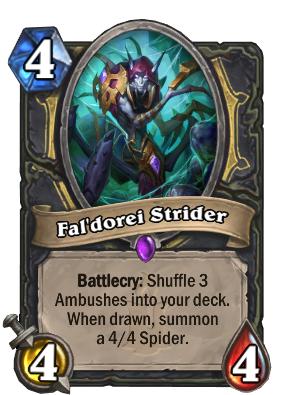 4
Fal'dorei Strider
Battlecry: Shuffle 3
Ambushes into your deck.
When drawn, summon
a 4/4 Spider.
4
4